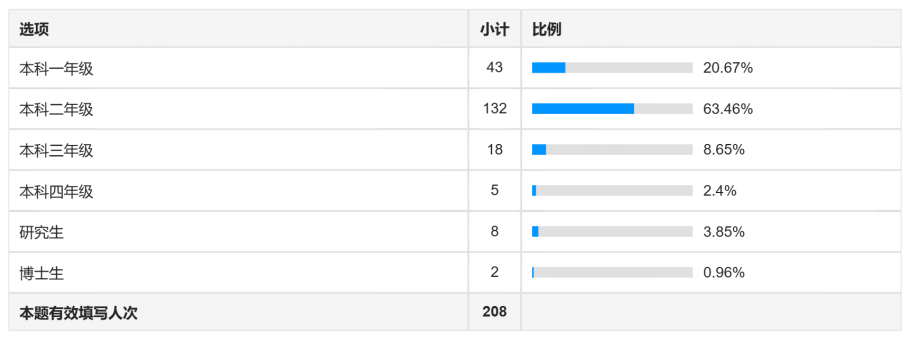 选项 小计 比例
本科一年级 43 20.67%
本科二年级 132 63.46%
本科三年级 18 8.65%
本科四年级 5 2.4%
研究生 8 3.85%
博士生 2 0.96%
本题有效填写人次 208